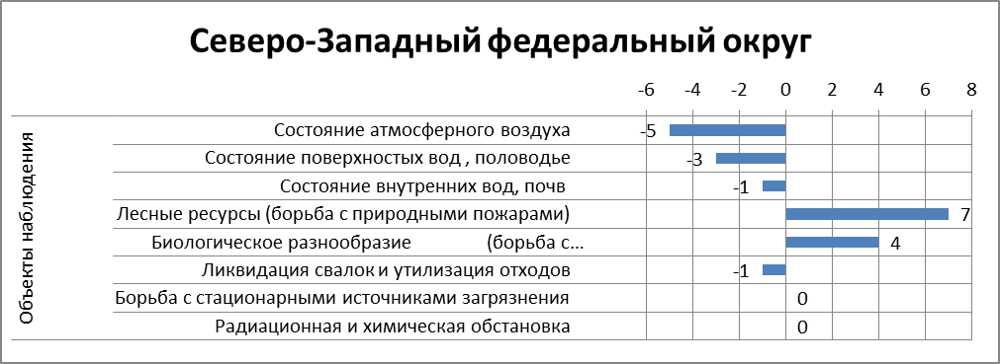 Северо-Западный федеральный округ
-6 -4 -2 0 2 4 6 8
Объекты наблюдения
Состояние атмосферного воздуха -5
Состояние поверхностых вод , половодье -3
Состояние внутренних вод, почв -1
Лесные ресурсы (борьба с природными пожарами) 7
Биологическое разнообразие (борьба с... 4
Ликвидация свалок и утилизация отходов -1
Борьба с стационарными источниками загрязнения 0
Радиационная и химическая обстановка 0